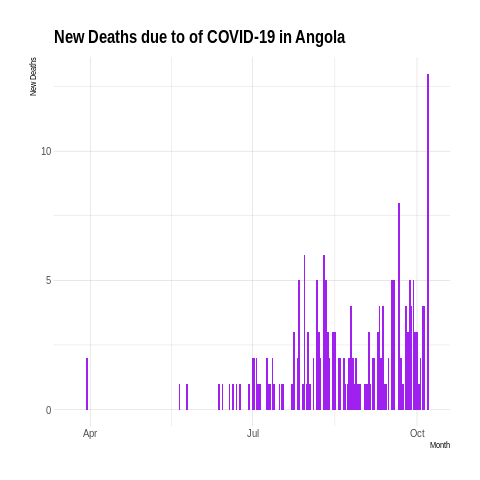 New Deaths due to of COVID-19 in Angola
New Deaths
10
5
0
Apr
Jul
Oct
Month